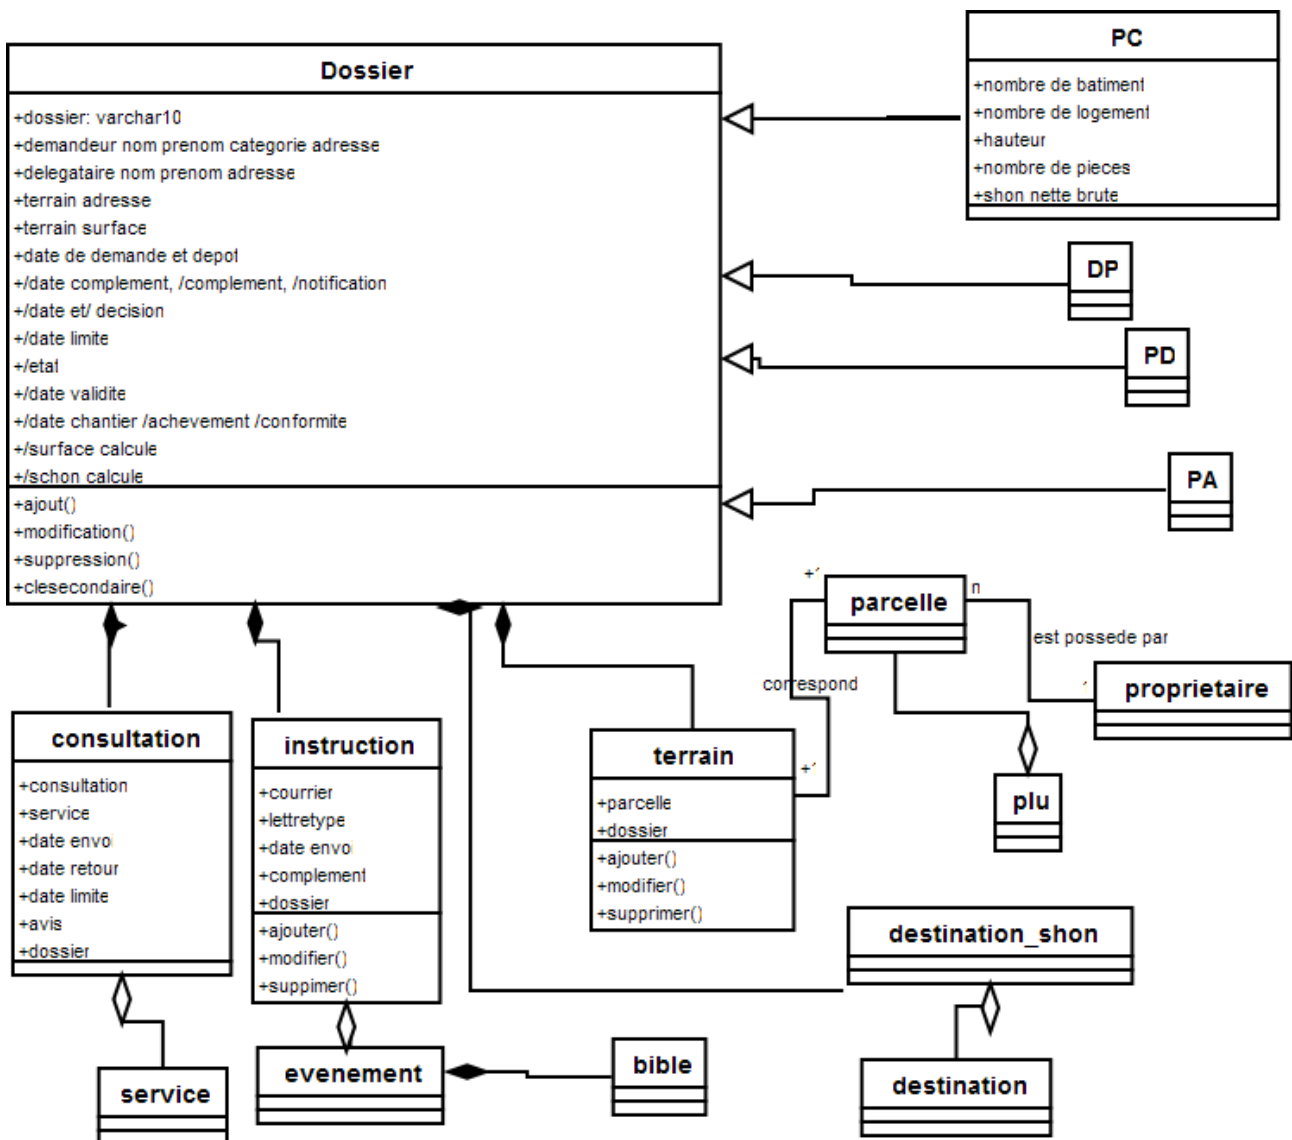 Dossier
+dossier: varchar10
+demandeur nom prenom categorie adresse
+delegataire nom prenom adresse
+terrain adresse
+terrain surface
+date de demande et depot
+/date complement, /complement, /notification
+/date et/ decision
+/date limite
+/etat
+/date validite
+/date chantier /achevement /conformite
+/surface calcule
+/schon calcule
+ajout()
+modification()
+suppression()
+clesecondaire()
PC
+nombre de batiment
+nombre de logement
+hauteur
+nombre de pieces
+shon nette brute
DP
PD
PA
+1
parcelle
n
est possede par
correspond
1
proprietaire
consultation
+consultation
+service
+date envoi
+date retour
+date limite
+avis
+dossier
instruction
+courrier
+lettretype
+date envoi
+complement
+dossier
+ajouter()
+modifier()
+suppimer()
terrain
+1
+parcelle
+dossier
+ajouter()
+modifier()
+supprimer()
plu
destination_shon
service
evenement
bible
destination